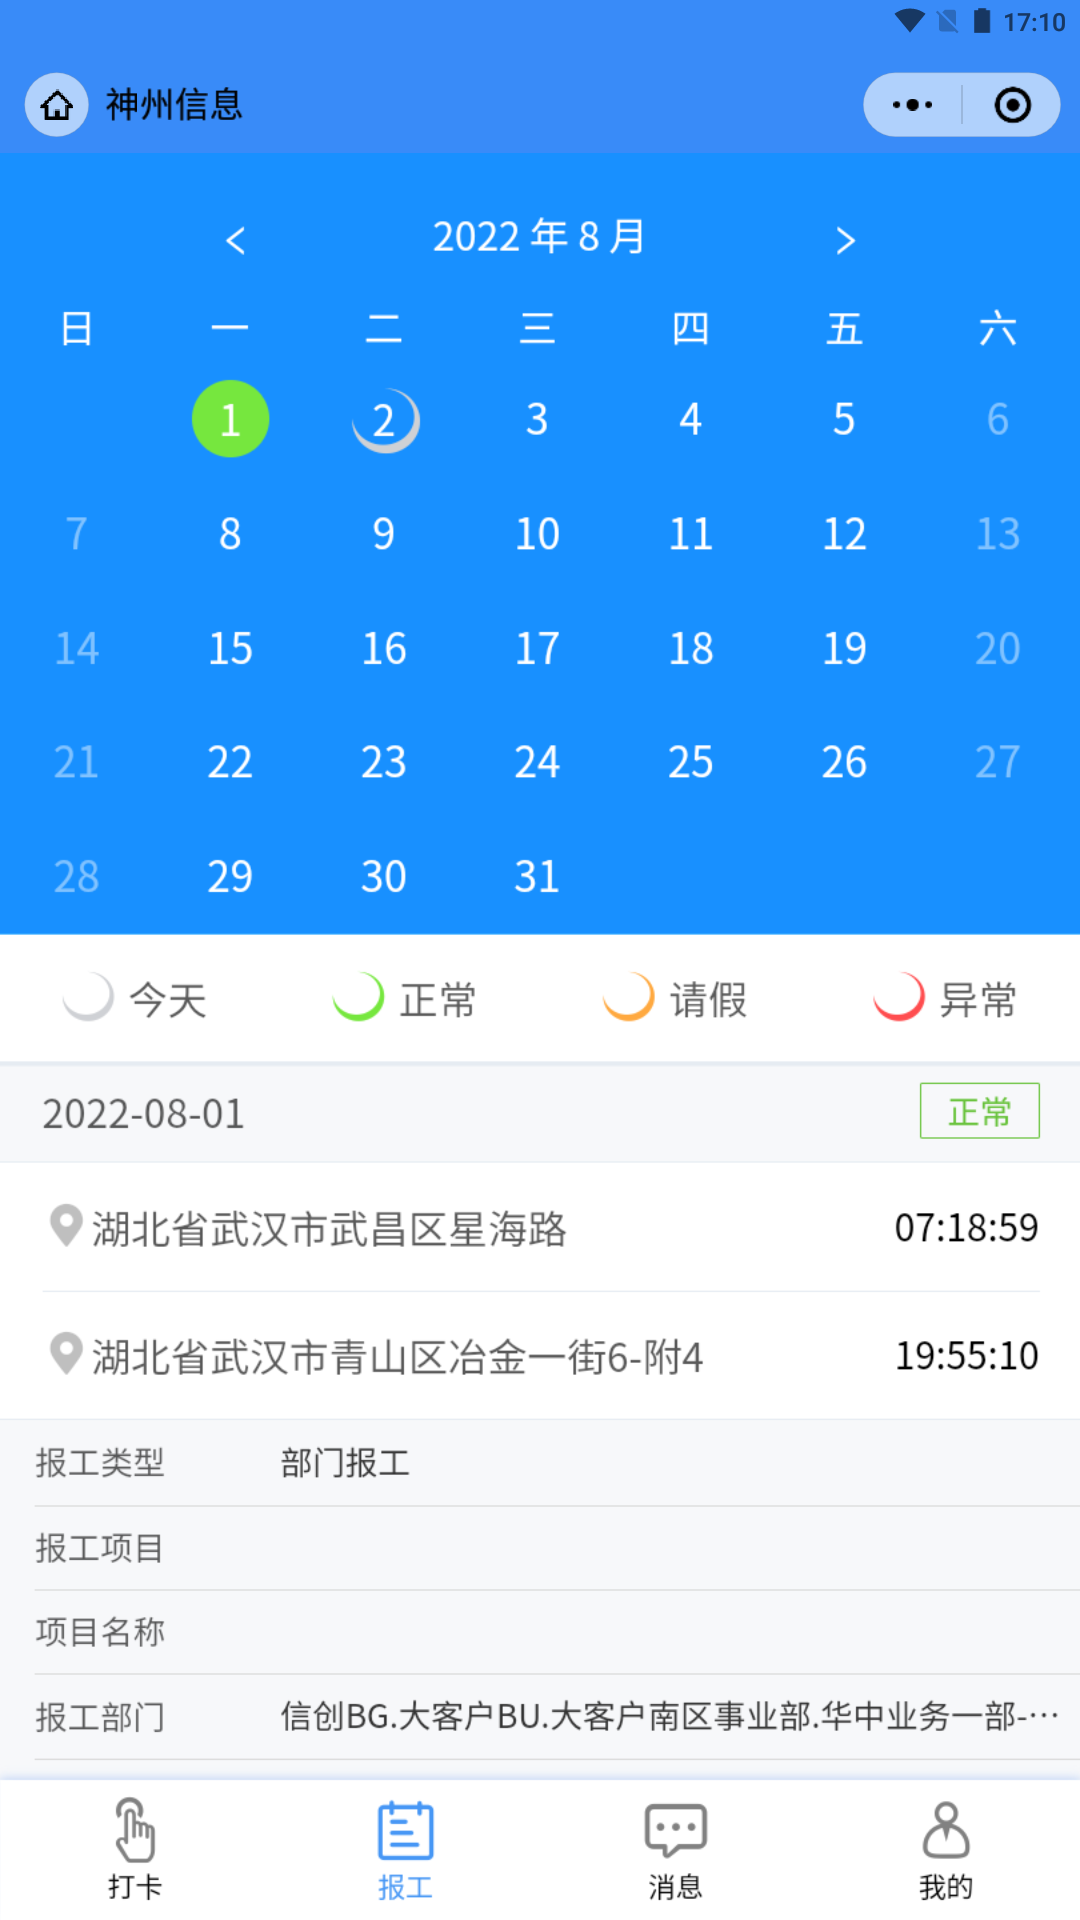 17:10
神州信息
< 2022 年 8 月 >
日 一 二 三 四 五 六
1 2 3 4 5 6
7 8 9 10 11 12 13
14 15 16 17 18 19 20
21 22 23 24 25 26 27
28 29 30 31
今天 正常 请假 异常
2022-08-01 正常
湖北省武汉市武昌区星海路 07:18:59
湖北省武汉市青山区冶金一街6-附4 19:55:10
报工类型 部门报工
报工项目
项目名称
报工部门 信创BG.大客户BU.大客户南区事业部.华中业务一部-…
打卡 报工 消息 我的